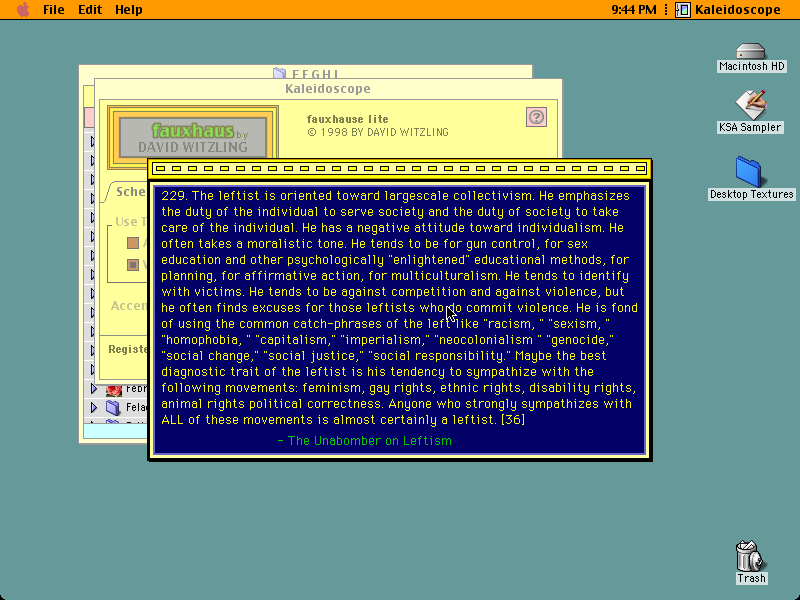 File Edit Help 9:44 PM Kaleidoscope
Macintosh HD
KSA Sampler
Desktop Textures
Trash
Kaleidoscope
fauxhaus by
DAVID WITZLING
fauxhause lite
© 1998 BY DAVID WITZLING
?
Sche
Use T
Accen
Registe
Febr
Fela
229. The leftist is oriented toward largescale collectivism. He emphasizes
the duty of the individual to serve society and the duty of society to take
care of the individual. He has a negative attitude toward individualism. He
often takes a moralistic tone. He tends to be for gun control, for sex
education and other psychologically "enlightened" educational methods, for
planning, for affirmative action, for multiculturalism. He tends to identify
with victims. He tends to be against competition and against violence, but
he often finds excuses for those leftists who do commit violence. He is fond
of using the common catch-phrases of the left like "racism, " "sexism, "
"homophobia, " "capitalism," "imperialism," "neocolonialism " "genocide,"
"social change," "social justice," "social responsibility." Maybe the best
diagnostic trait of the leftist is his tendency to sympathize with the
following movements: feminism, gay rights, ethnic rights, disability rights,
animal rights political correctness. Anyone who strongly sympathizes with
ALL of these movements is almost certainly a leftist. [36]
- The Unabomber on Leftism